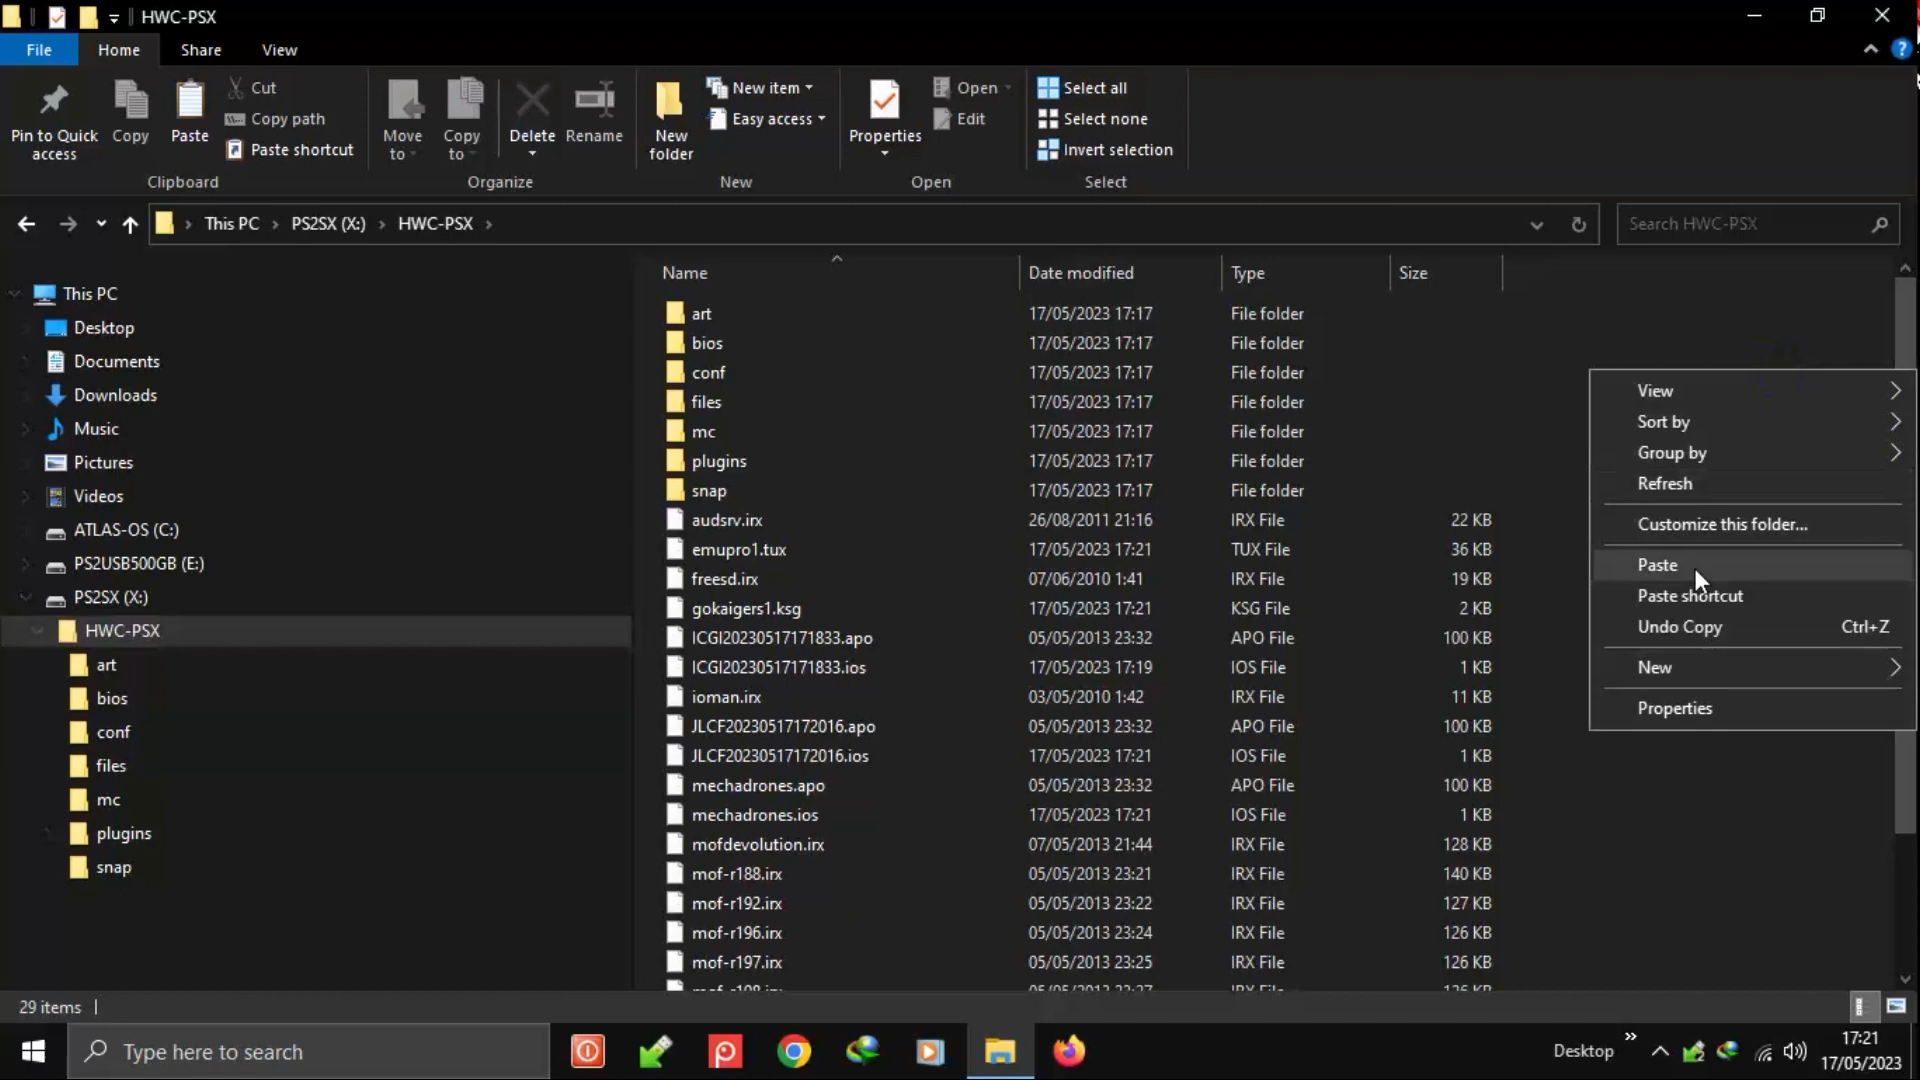 HWC-PSX
File Home Share View
Pin to Quick access
Copy
Paste
Cut
Copy path
Paste shortcut
Move to
Copy to
Delete
Rename
New folder
New item
Easy access
Properties
Open
Edit
Select all
Select none
Invert selection
Clipboard Organize New Open Select
This PC PS2SX (X:) HWC-PSX
Search HWC-PSX
This PC
Desktop
Documents
Downloads
Music
Pictures
Videos
ATLAS-OS (C:)
PS2USB500GB (E:)
PS2SX (X:)
HWC-PSX
art
bios
conf
files
mc
plugins
snap
Name Date modified Type Size
art 17/05/2023 17:17 File folder
bios 17/05/2023 17:17 File folder
conf 17/05/2023 17:17 File folder
files 17/05/2023 17:17 File folder
mc 17/05/2023 17:17 File folder
plugins 17/05/2023 17:17 File folder
snap 17/05/2023 17:17 File folder
audsrv.irx 26/08/2011 21:16 IRX File 22 KB
emupro1.tux 17/05/2023 17:21 TUX File 36 KB
freesd.irx 07/06/2010 1:41 IRX File 19 KB
gokaigers1.ksg 17/05/2023 17:21 KSG File 2 KB
ICGI20230517171833.apo 05/05/2013 23:32 APO File 100 KB
ICGI20230517171833.ios 17/05/2023 17:19 IOS File 1 KB
ioman.irx 03/05/2010 1:42 IRX File 11 KB
JLCF20230517172016.apo 05/05/2013 23:32 APO File 100 KB
JLCF20230517172016.ios 17/05/2023 17:21 IOS File 1 KB
mechadrones.apo 05/05/2013 23:32 APO File 100 KB
mechadrones.ios 17/05/2023 17:21 IOS File 1 KB
mofdevolution.irx 07/05/2013 21:44 IRX File 128 KB
mof-r188.irx 05/05/2013 23:21 IRX File 140 KB
mof-r192.irx 05/05/2013 23:22 IRX File 127 KB
mof-r196.irx 05/05/2013 23:24 IRX File 126 KB
mof-r197.irx 05/05/2013 23:25 IRX File 126 KB
View
Sort by
Group by
Refresh
Customize this folder...
Paste
Paste shortcut
Undo Copy Ctrl+Z
New
Properties
29 items
Type here to search
Desktop
17:21
17/05/2023